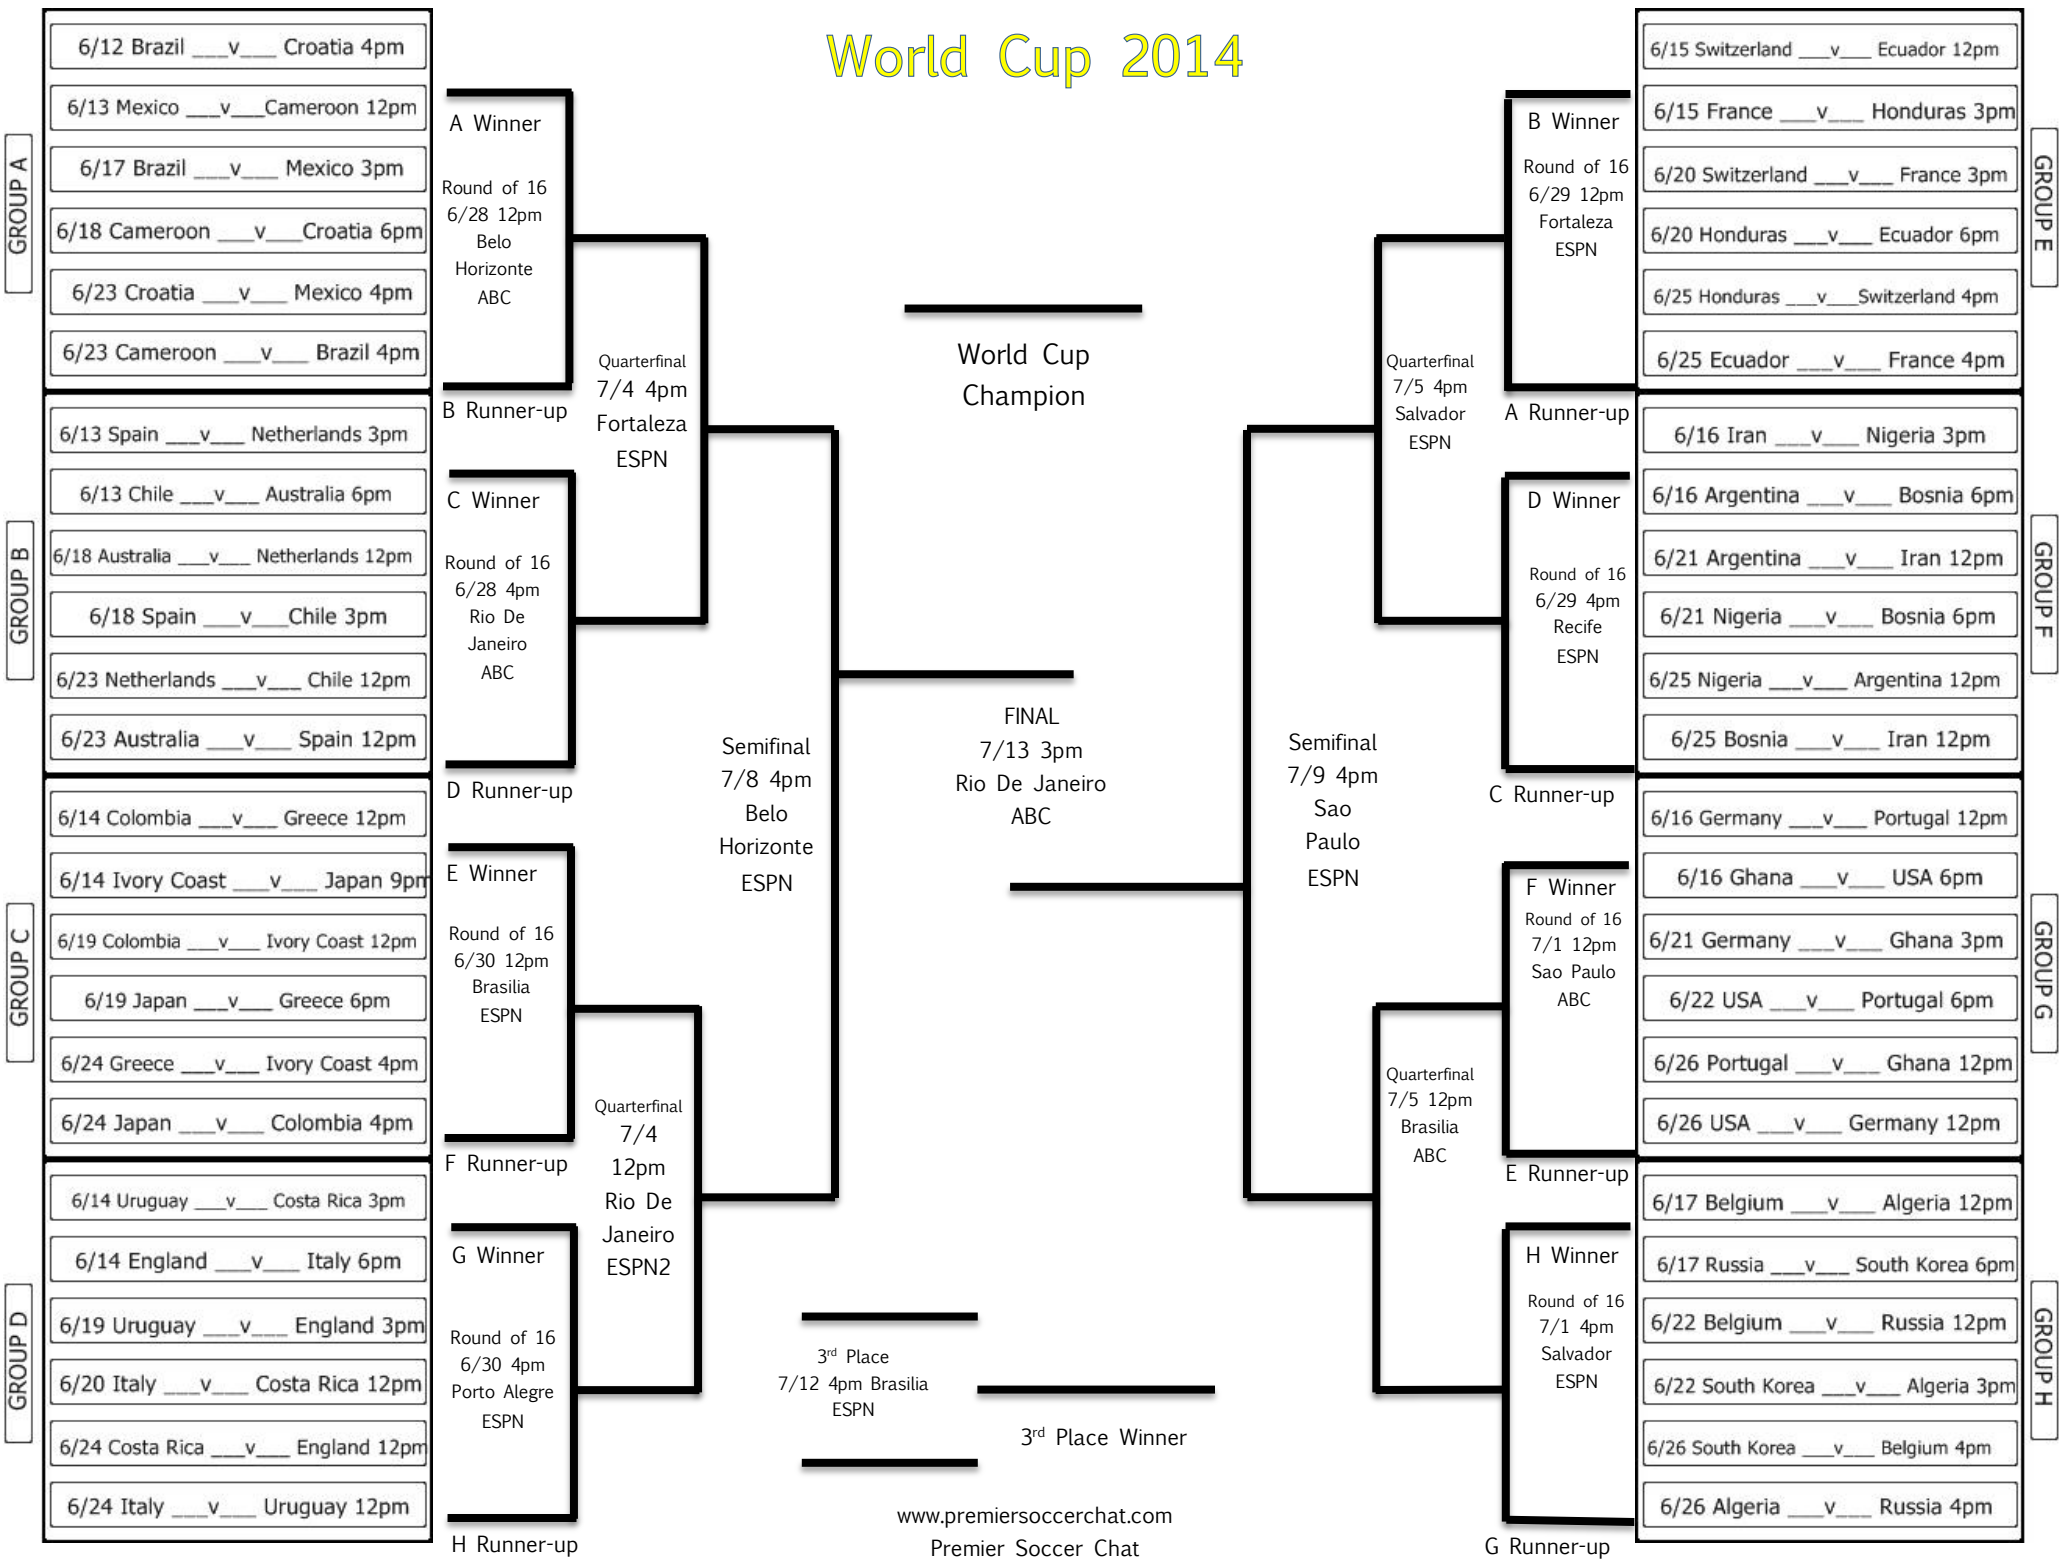 World Cup 2014
GROUP A
6/12 Brazil ___v___ Croatia 4pm
6/13 Mexico ___v___Cameroon 12pm
6/17 Brazil ___v___ Mexico 3pm
6/18 Cameroon ___v___Croatia 6pm
6/23 Croatia ___v___ Mexico 4pm
6/23 Cameroon ___v___ Brazil 4pm
GROUP B
6/13 Spain ___v___ Netherlands 3pm
6/13 Chile ___v___ Australia 6pm
6/18 Australia ___v___ Netherlands 12pm
6/18 Spain ___v___Chile 3pm
6/23 Netherlands ___v___ Chile 12pm
6/23 Australia ___v___ Spain 12pm
GROUP C
6/14 Colombia ___v___ Greece 12pm
6/14 Ivory Coast ___v___ Japan 9pm
6/19 Colombia ___v___ Ivory Coast 12pm
6/19 Japan ___v___ Greece 6pm
6/24 Greece ___v___ Ivory Coast 4pm
6/24 Japan ___v___ Colombia 4pm
GROUP D
6/14 Uruguay ___v___ Costa Rica 3pm
6/14 England ___v___ Italy 6pm
6/19 Uruguay ___v___ England 3pm
6/20 Italy ___v___ Costa Rica 12pm
6/24 Costa Rica ___v___ England 12pm
6/24 Italy ___v___ Uruguay 12pm
A Winner
Round of 16
6/28 12pm
Belo
Horizonte
ABC
B Runner-up
C Winner
Round of 16
6/28 4pm
Rio De
Janeiro
ABC
D Runner-up
E Winner
Round of 16
6/30 12pm
Brasilia
ESPN
F Runner-up
G Winner
Round of 16
6/30 4pm
Porto Alegre
ESPN
H Runner-up
Quarterfinal
7/4 4pm
Fortaleza
ESPN
Quarterfinal
7/4
12pm
Rio De
Janeiro
ESPN2
Semifinal
7/8 4pm
Belo
Horizonte
ESPN
World Cup
Champion
FINAL
7/13 3pm
Rio De Janeiro
ABC
3rd Place
7/12 4pm Brasilia
ESPN
3rd Place Winner
www.premiersoccerchat.com
Premier Soccer Chat
Semifinal
7/9 4pm
Sao
Paulo
ESPN
Quarterfinal
7/5 4pm
Salvador
ESPN
Quarterfinal
7/5 12pm
Brasilia
ABC
B Winner
Round of 16
6/29 12pm
Fortaleza
ESPN
A Runner-up
D Winner
Round of 16
6/29 4pm
Recife
ESPN
C Runner-up
F Winner
Round of 16
7/1 12pm
Sao Paulo
ABC
E Runner-up
H Winner
Round of 16
7/1 4pm
Salvador
ESPN
G Runner-up
GROUP E
6/15 Switzerland ___v___ Ecuador 12pm
6/15 France ___v___ Honduras 3pm
6/20 Switzerland ___v___ France 3pm
6/20 Honduras ___v___ Ecuador 6pm
6/25 Honduras ___v___Switzerland 4pm
6/25 Ecuador ___v___ France 4pm
GROUP F
6/16 Iran ___v___ Nigeria 3pm
6/16 Argentina ___v___ Bosnia 6pm
6/21 Argentina ___v___ Iran 12pm
6/21 Nigeria ___v___ Bosnia 6pm
6/25 Nigeria ___v___ Argentina 12pm
6/25 Bosnia ___v___ Iran 12pm
GROUP G
6/16 Germany ___v___ Portugal 12pm
6/16 Ghana ___v___ USA 6pm
6/21 Germany ___v___ Ghana 3pm
6/22 USA ___v___ Portugal 6pm
6/26 Portugal ___v___ Ghana 12pm
6/26 USA ___v___ Germany 12pm
GROUP H
6/17 Belgium ___v___ Algeria 12pm
6/17 Russia ___v___ South Korea 6pm
6/22 Belgium ___v___ Russia 12pm
6/22 South Korea ___v___ Algeria 3pm
6/26 South Korea ___v___ Belgium 4pm
6/26 Algeria ___v___ Russia 4pm